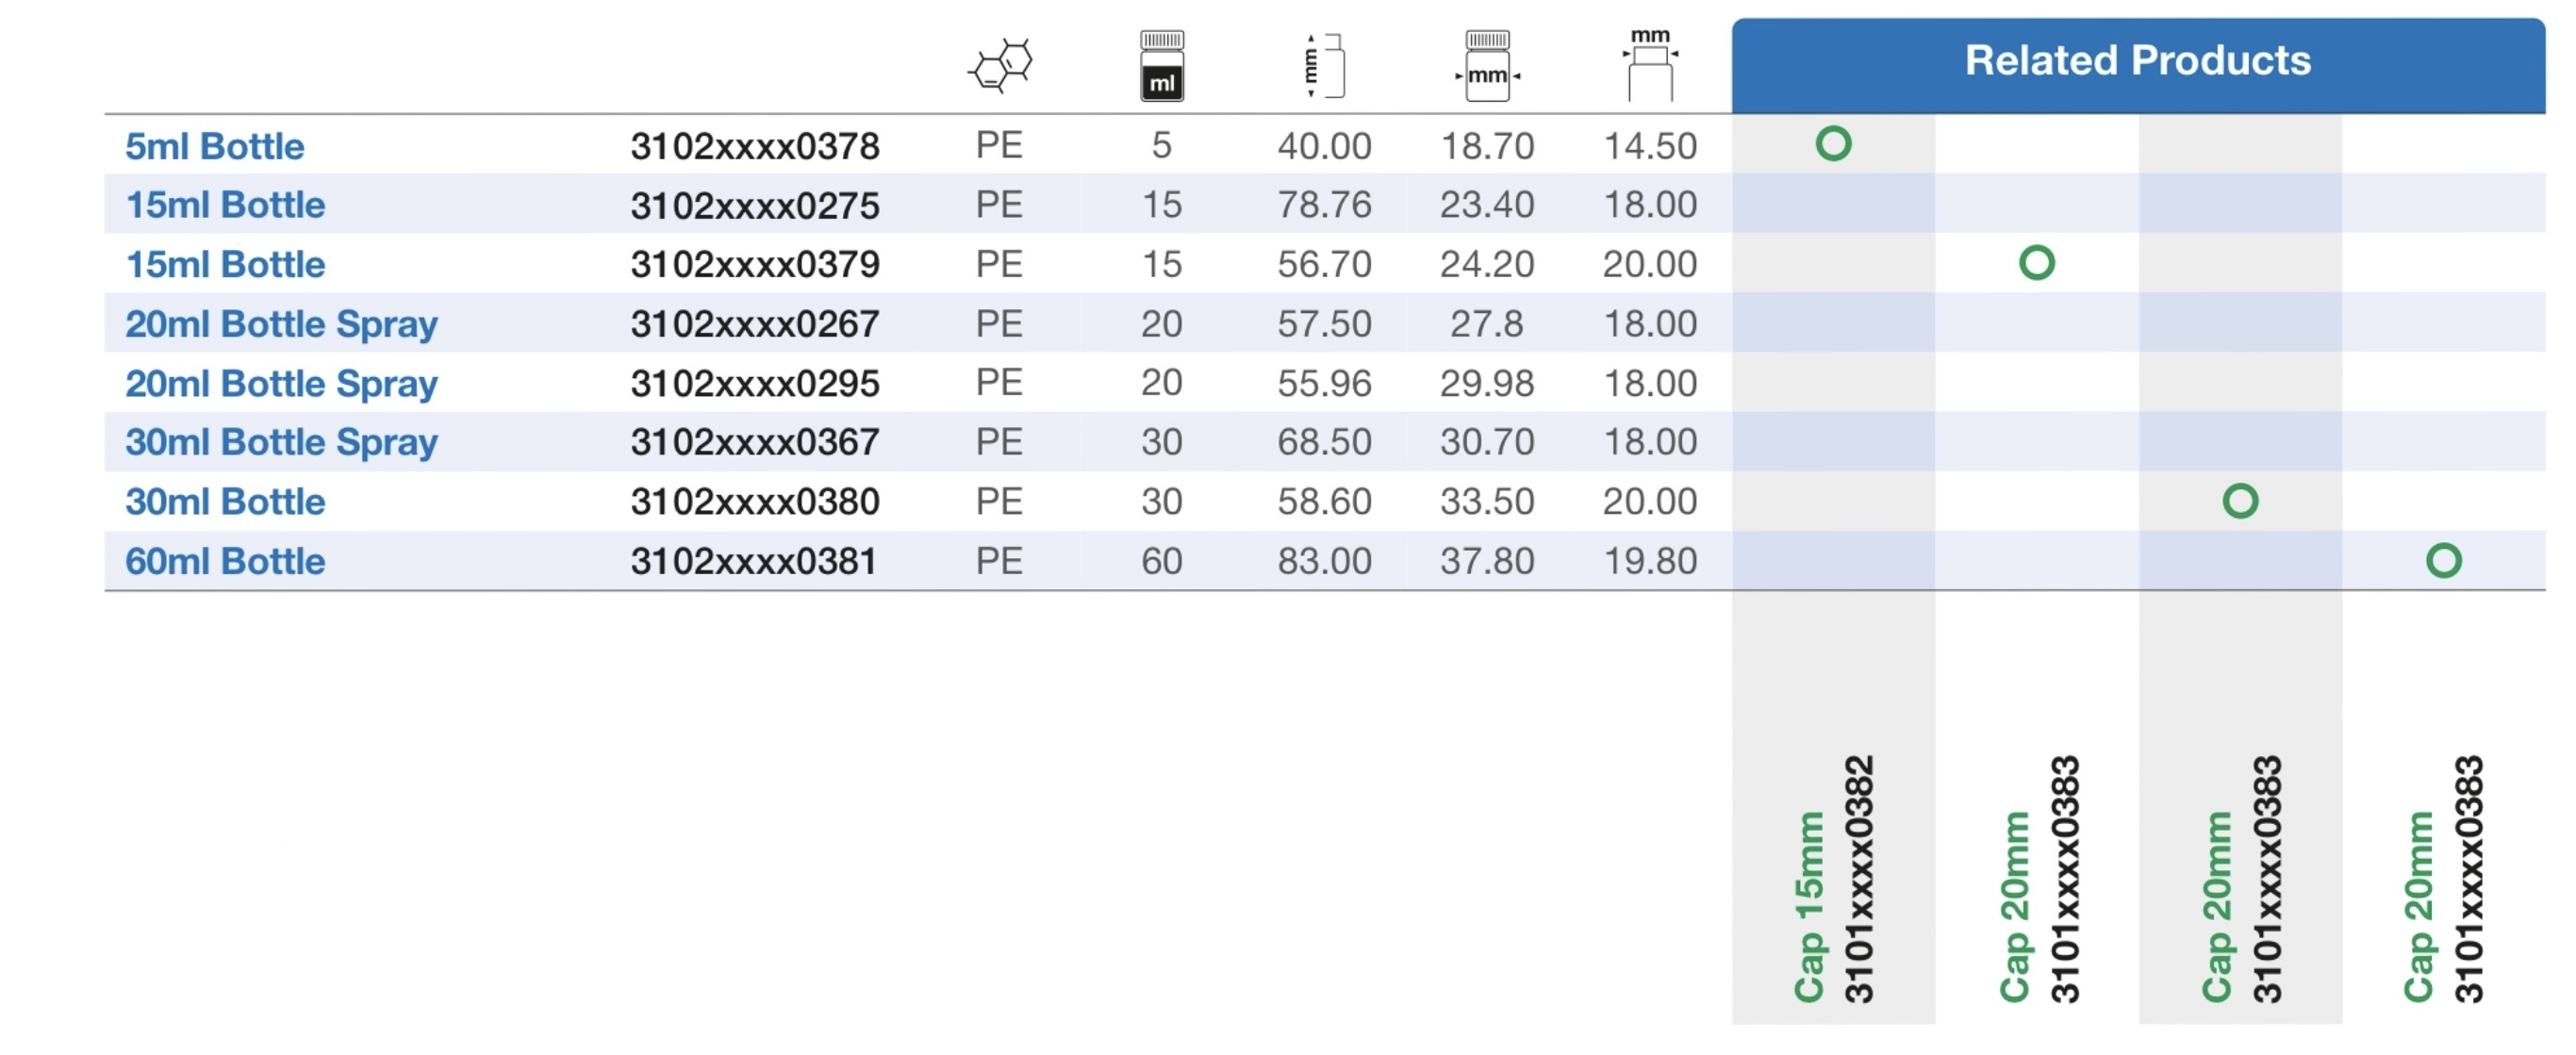 ml
mm
mm
mm
Related Products
5ml Bottle 3102xxxx0378 PE 5 40.00 18.70 14.50
15ml Bottle 3102xxxx0275 PE 15 78.76 23.40 18.00
15ml Bottle 3102xxxx0379 PE 15 56.70 24.20 20.00
20ml Bottle Spray 3102xxxx0267 PE 20 57.50 27.8 18.00
20ml Bottle Spray 3102xxxx0295 PE 20 55.96 29.98 18.00
30ml Bottle Spray 3102xxxx0367 PE 30 68.50 30.70 18.00
30ml Bottle 3102xxxx0380 PE 30 58.60 33.50 20.00
60ml Bottle 3102xxxx0381 PE 60 83.00 37.80 19.80
Cap 15mm
3101xxxx0382
Cap 20mm
3101xxxx0383
Cap 20mm
3101xxxx0383
Cap 20mm
3101xxxx0383